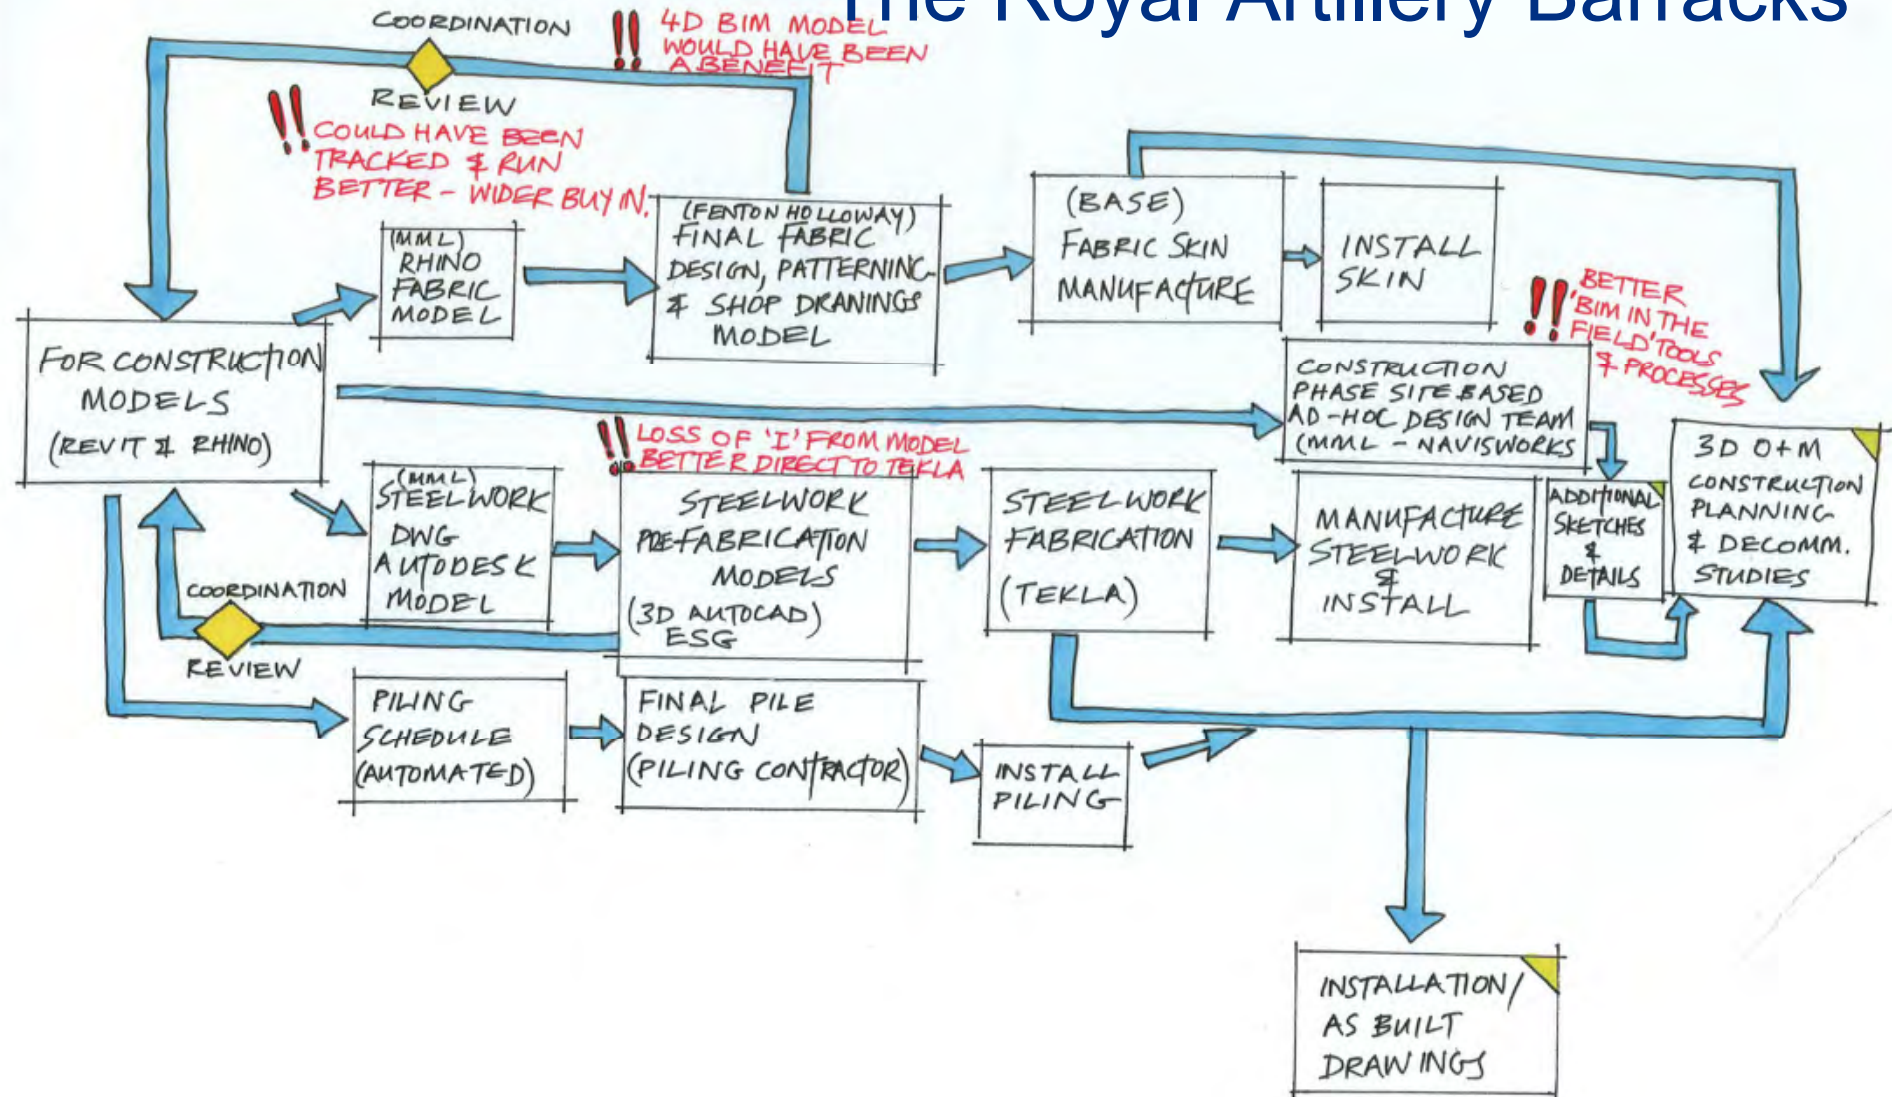 The Royal Artillery Barracks
COORDINATION
REVIEW
!! 4D BIM MODEL
WOULD HAVE BEEN
A BENEFIT
!! COULD HAVE BEEN
TRACKED & RUN
BETTER - WIDER BUY IN.
(MML)
RHINO
FABRIC
MODEL
(FENTON HOLLOWAY)
FINAL FABRIC
DESIGN, PATTERNING
& SHOP DRANINGS
MODEL
(BASE)
FABRIC SKIN
MANUFACTURE
INSTALL
SKIN
!! BETTER
'BIM IN THE
FIELD' TOOLS
& PROCESSES
FOR CONSTRUCTION
MODELS
(REVIT & RHINO)
CONSTRUCTION
PHASE SITE BASED
AD-HOC DESIGN TEAM
(MML - NAVISWORKS
!! LOSS OF 'I' FROM MODEL
BETTER DIRECT TO TEKLA
(MML)
STEELWORK
DWG
AUTODESK
MODEL
STEELWORK
PREFABRICATION
MODELS
(3D AUTOCAD)
ESG
STEELWORK
FABRICATION
(TEKLA)
MANUFACTURE
STEELWORK
&
INSTALL
ADDITIONAL
SKETCHES
&
DETAILS
3D O+M
CONSTRUCTION
PLANNING
& DECOMM.
STUDIES
COORDINATION
REVIEW
PILING
SCHEDULE
(AUTOMATED)
FINAL PILE
DESIGN
(PILING CONTRACTOR)
INSTALL
PILING
INSTALLATION/
AS BUILT
DRAWINGS